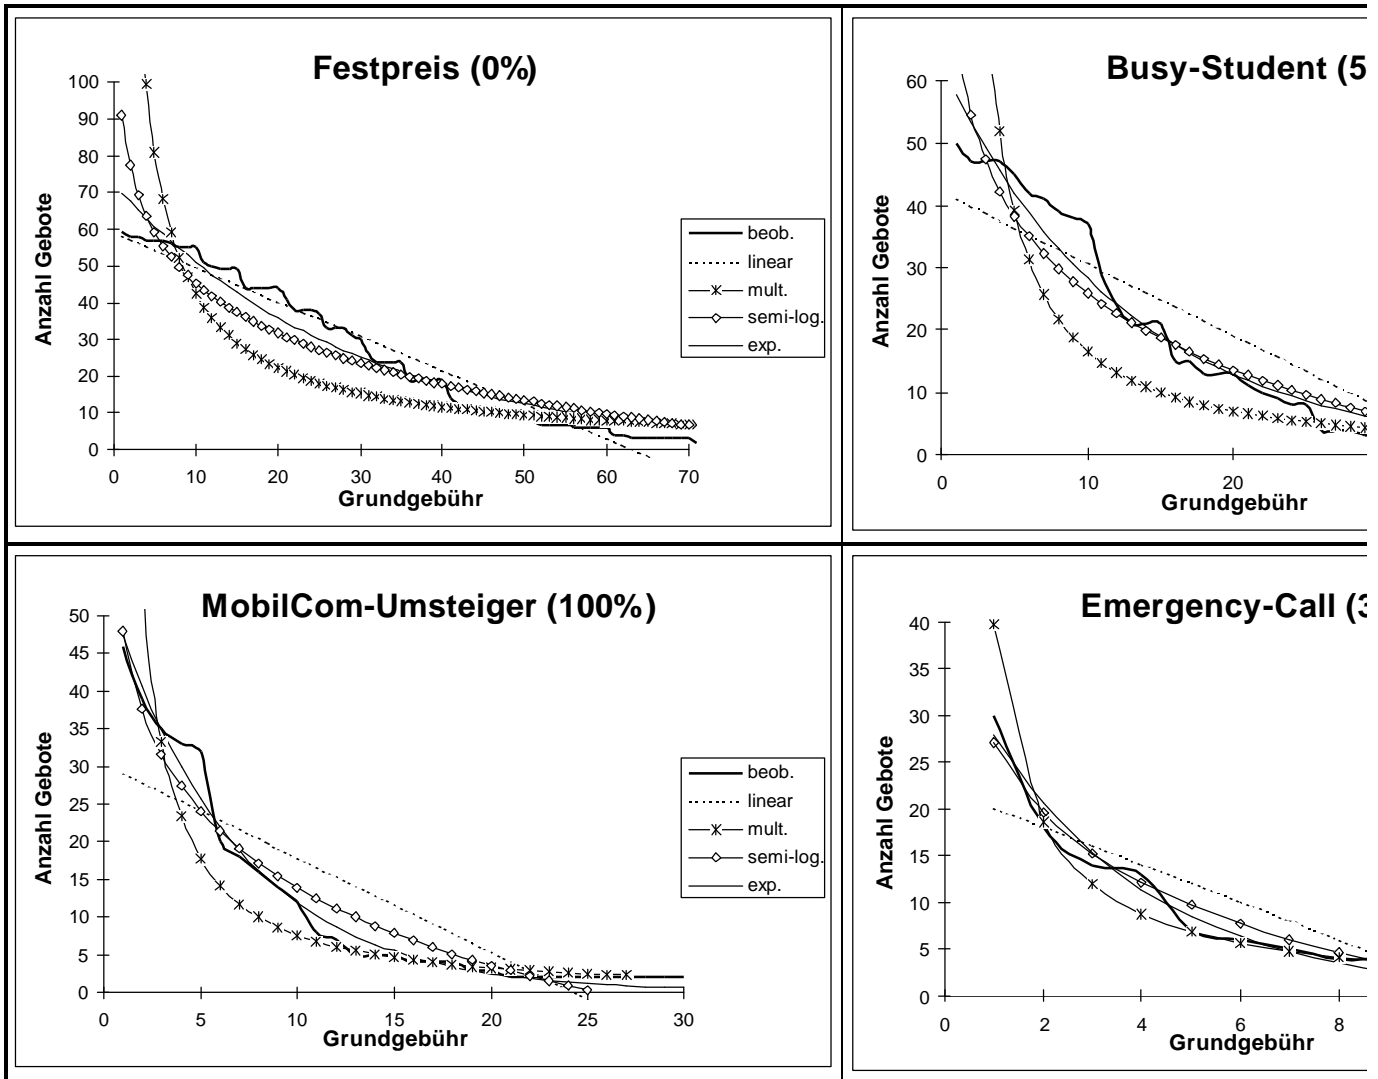 Festpreis (0%)
100
90
80
70
60
50
40
30
20
10
0
Anzahl Gebote
0 10 20 30 40 50 60 70
Grundgebühr
beob.
linear
mult.
semi-log.
exp.
Busy-Student (5
60
50
40
30
20
10
0
Anzahl Gebote
0 10 20
Grundgebühr
MobilCom-Umsteiger (100%)
50
45
40
35
30
25
20
15
10
5
0
Anzahl Gebote
0 5 10 15 20 25 30
Grundgebühr
beob.
linear
mult.
semi-log.
exp.
Emergency-Call (3
40
35
30
25
20
15
10
5
0
Anzahl Gebote
0 2 4 6 8
Grundgebühr